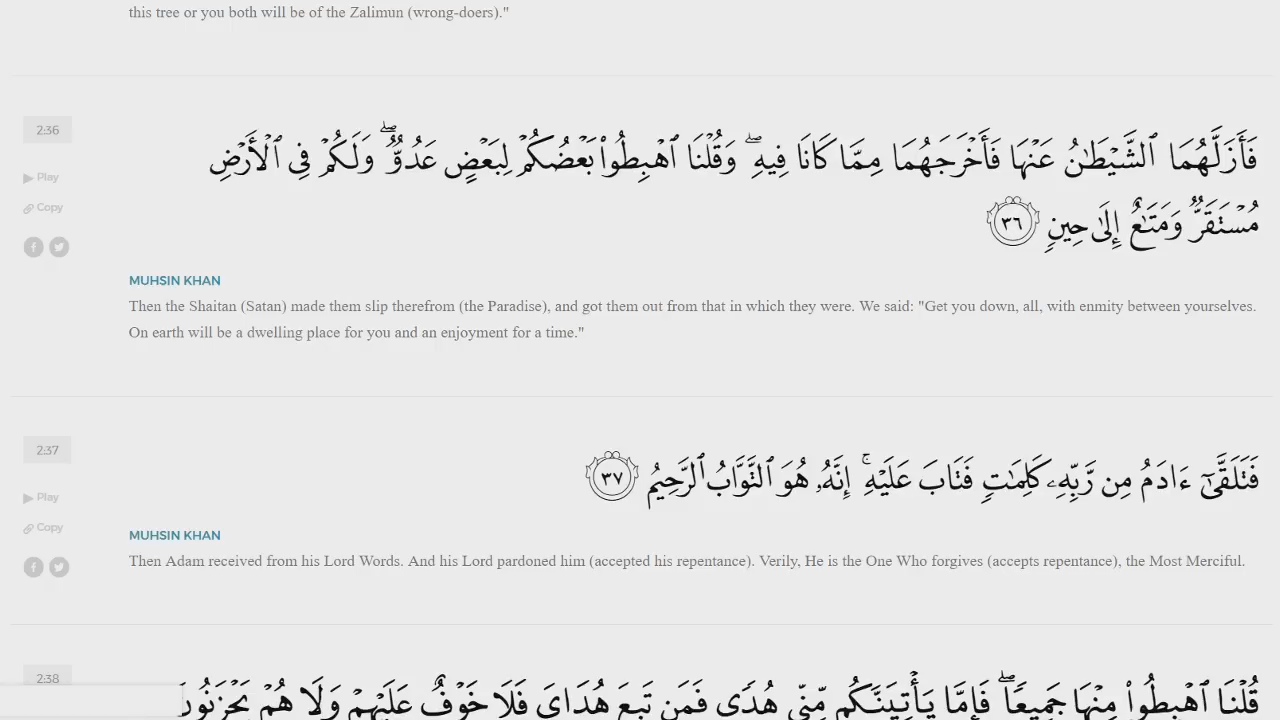 this tree or you both will be of the Zalimun (wrong-doers)."
2:36
فَأَزَلَّهُمَا ٱلشَّيْطَـٰنُ عَنْهَا فَأَخْرَجَهُمَا مِمَّا كَانَا فِيهِ ۖ وَقُلْنَا ٱهْبِطُوا۟ بَعْضُكُمْ لِبَعْضٍ عَدُوٌّ ۖ وَلَكُمْ فِى ٱلْأَرْضِ
Play
مُسْتَقَرٌّ وَمَتَـٰعٌ إِلَىٰ حِينٍ ٣٦
Copy
MUHSIN KHAN
Then the Shaitan (Satan) made them slip therefrom (the Paradise), and got them out from that in which they were. We said: "Get you down, all, with enmity between yourselves.
On earth will be a dwelling place for you and an enjoyment for a time."
2:37
فَتَلَقَّىٰٓ ءَادَمُ مِن رَّبِّهِۦ كَلِمَـٰتٍ فَتَابَ عَلَيْهِ ۚ إِنَّهُۥ هُوَ ٱلتَّوَّابُ ٱلرَّحِيمُ ٣٧
Play
Copy
MUHSIN KHAN
Then Adam received from his Lord Words. And his Lord pardoned him (accepted his repentance). Verily, He is the One Who forgives (accepts repentance), the Most Merciful.
2:38
قُلْنَا ٱهْبِطُوا۟ مِنْهَا جَمِيعًا ۖ فَإِمَّا يَأْتِيَنَّكُم مِّنِّى هُدًى فَمَن تَبِعَ هُدَاىَ فَلَا خَوْفٌ عَلَيْهِمْ وَلَا هُمْ يَحْزَنُونَ